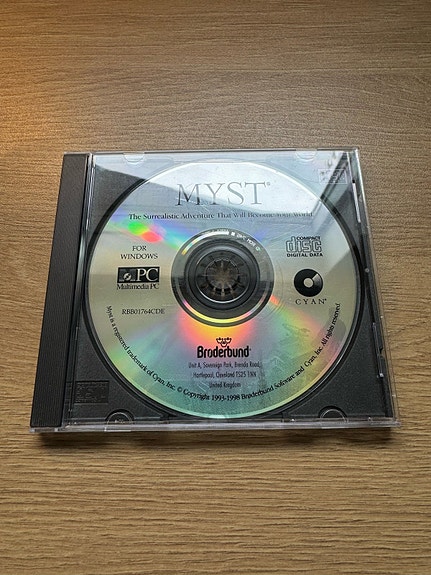 MYST®
The Surrealistic Adventure That Will Become Your World
FOR
WINDOWS
PC
Multimedia PC
RBB01764CDE
COMPACT
disc
DIGITAL DATA
CYAN®
Brøderbund®
Unit A, Sovereign Park, Brenda Road,
Hartlepool, Cleveland TS25 1NN
United Kingdom
Myst is a registered trademark of Cyan, Inc. © Copyright 1993-1998 Brøderbund Software and Cyan, Inc. All rights reserved.